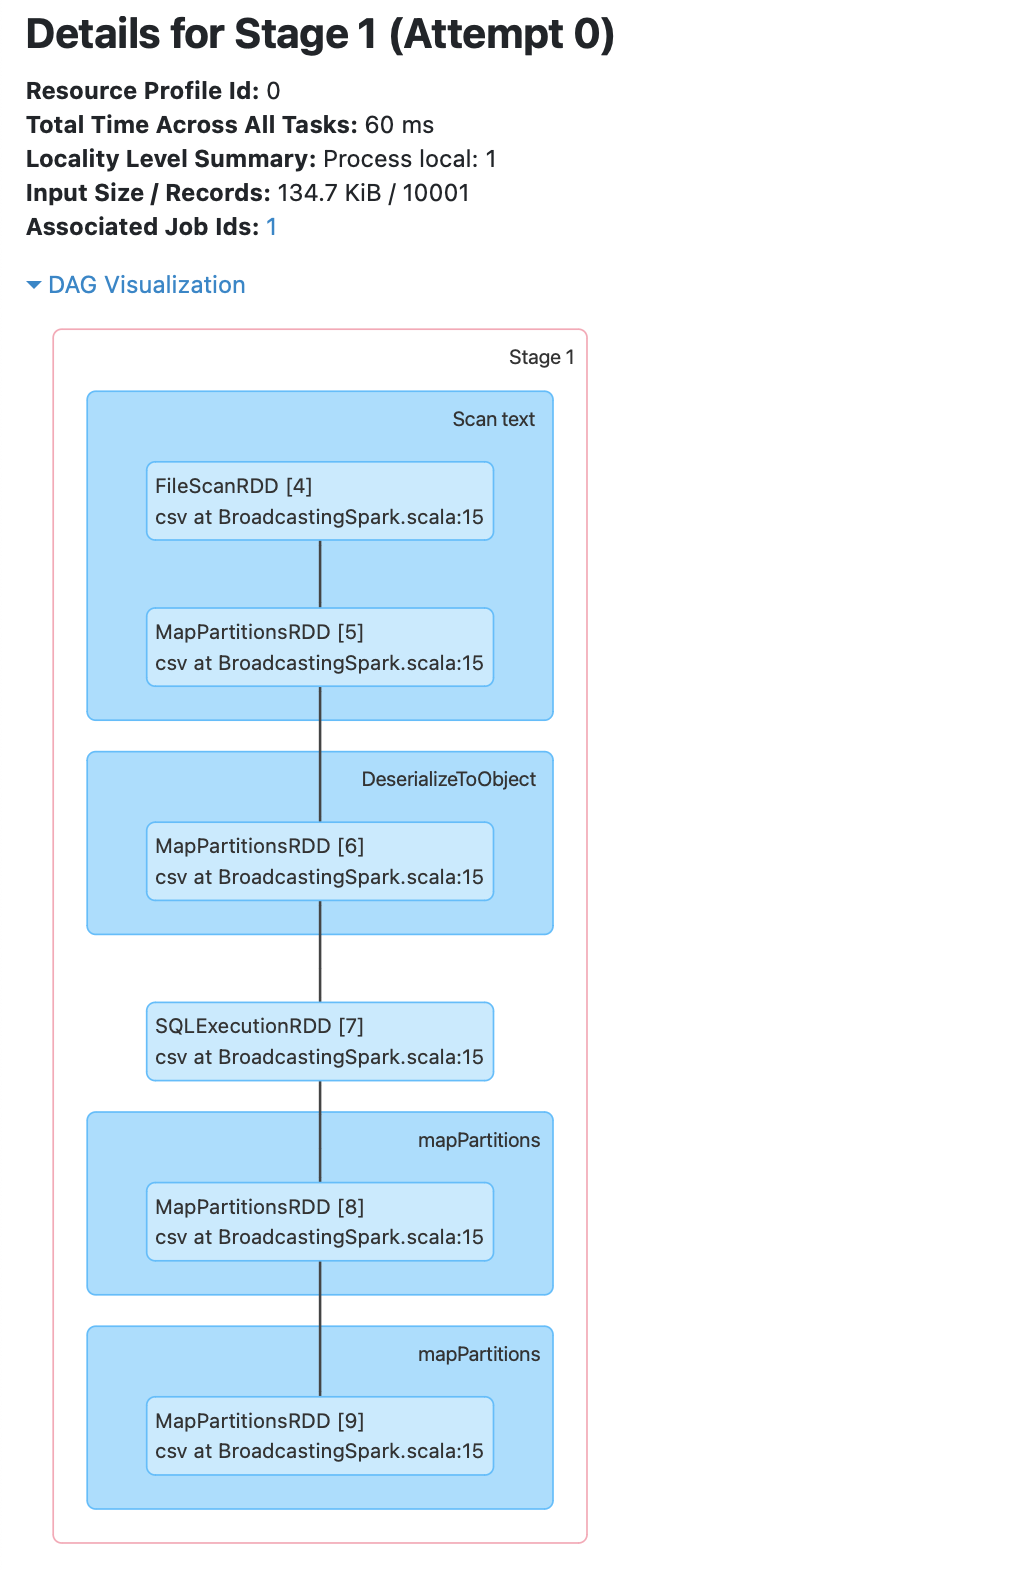 Details for Stage 1 (Attempt 0)
Resource Profile Id: 0
Total Time Across All Tasks: 60 ms
Locality Level Summary: Process local: 1
Input Size / Records: 134.7 KiB / 10001
Associated Job Ids: 1
DAG Visualization
Stage 1
Scan text
FileScanRDD [4]
csv at BroadcastingSpark.scala:15
MapPartitionsRDD [5]
csv at BroadcastingSpark.scala:15
DeserializeToObject
MapPartitionsRDD [6]
csv at BroadcastingSpark.scala:15
SQLExecutionRDD [7]
csv at BroadcastingSpark.scala:15
mapPartitions
MapPartitionsRDD [8]
csv at BroadcastingSpark.scala:15
mapPartitions
MapPartitionsRDD [9]
csv at BroadcastingSpark.scala:15